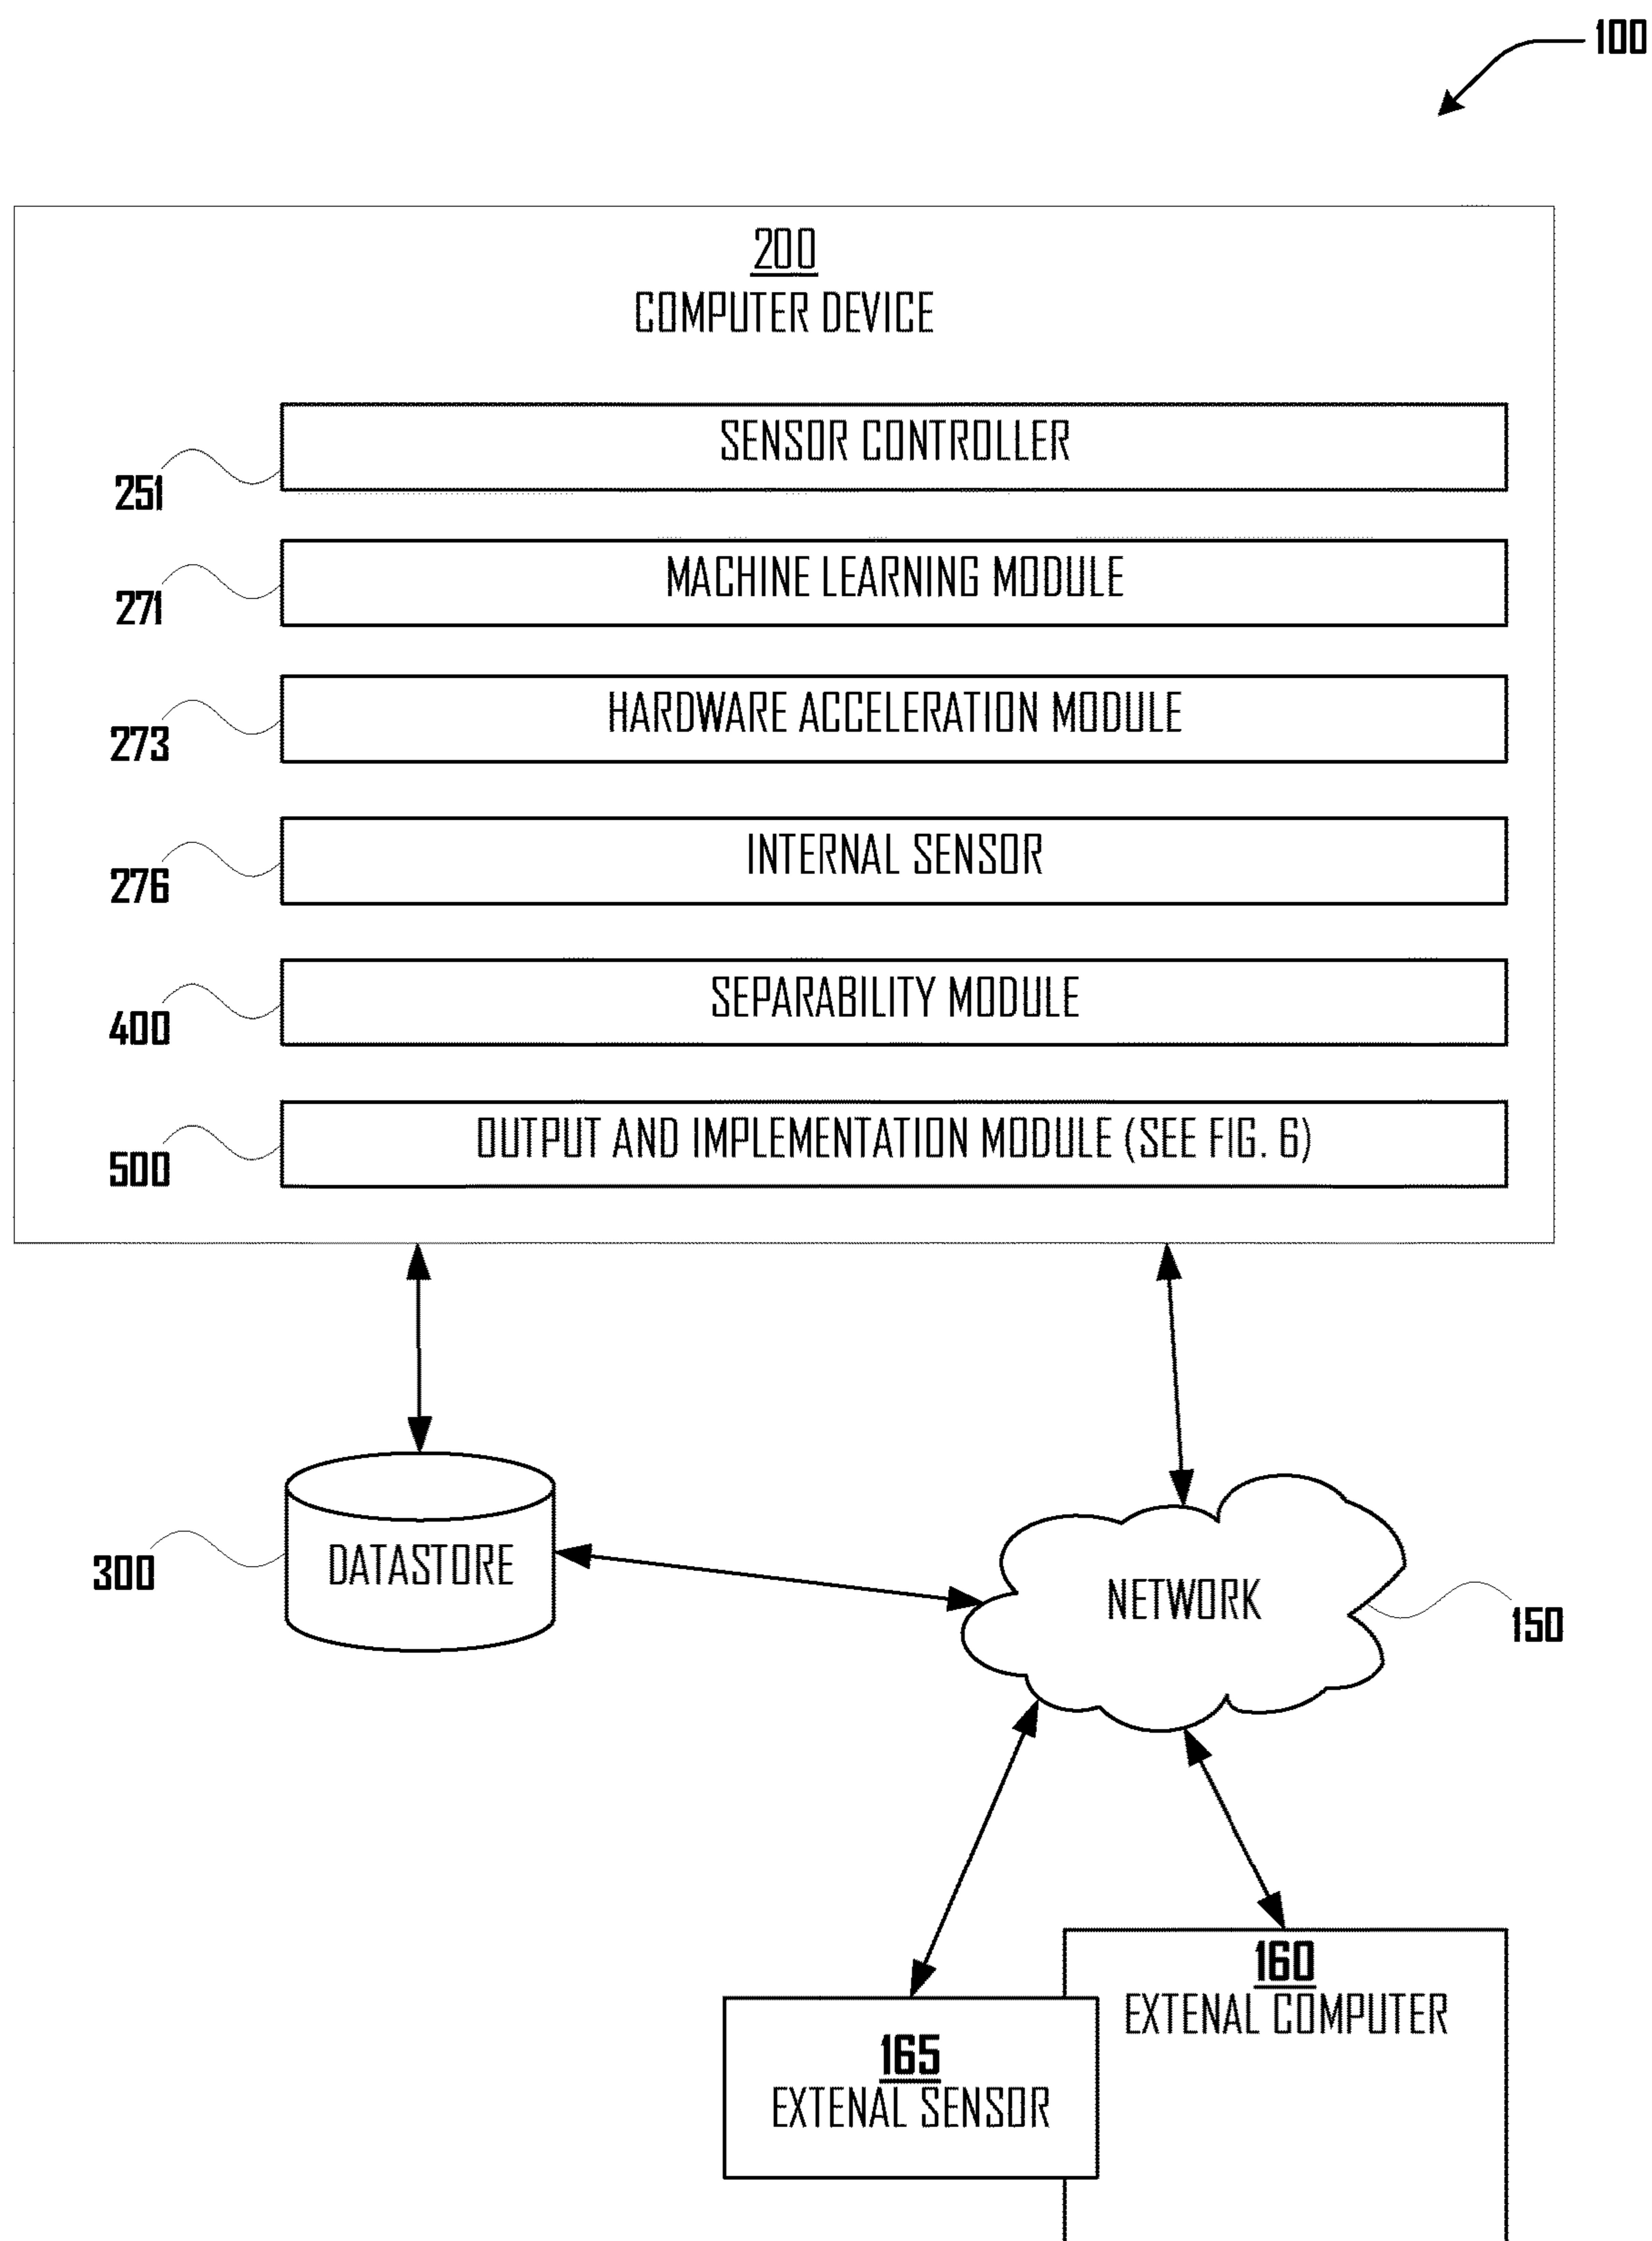 100
200
COMPUTER DEVICE
SENSOR CONTROLLER
251
MACHINE LEARNING MODULE
271
HARDWARE ACCELERATION MODULE
273
INTERNAL SENSOR
276
SEPARABILITY MODULE
400
OUTPUT AND IMPLEMENTATION MODULE (SEE FIG. 6)
500
DATASTORE
300
NETWORK
150
160
EXTENAL COMPUTER
165
EXTENAL SENSOR